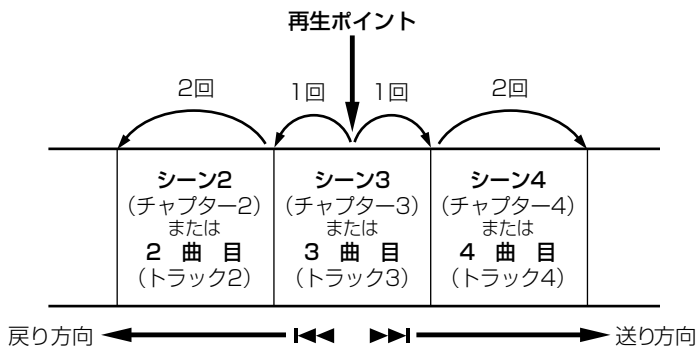 再生ポイント
2回 1回 1回 2回
シーン2 シーン3 シーン4
（チャプター2） （チャプター3） （チャプター4）
または または または
2 曲 目 3 曲 目 4 曲 目
（トラック2） （トラック3） （トラック4）
戻り方向 送り方向